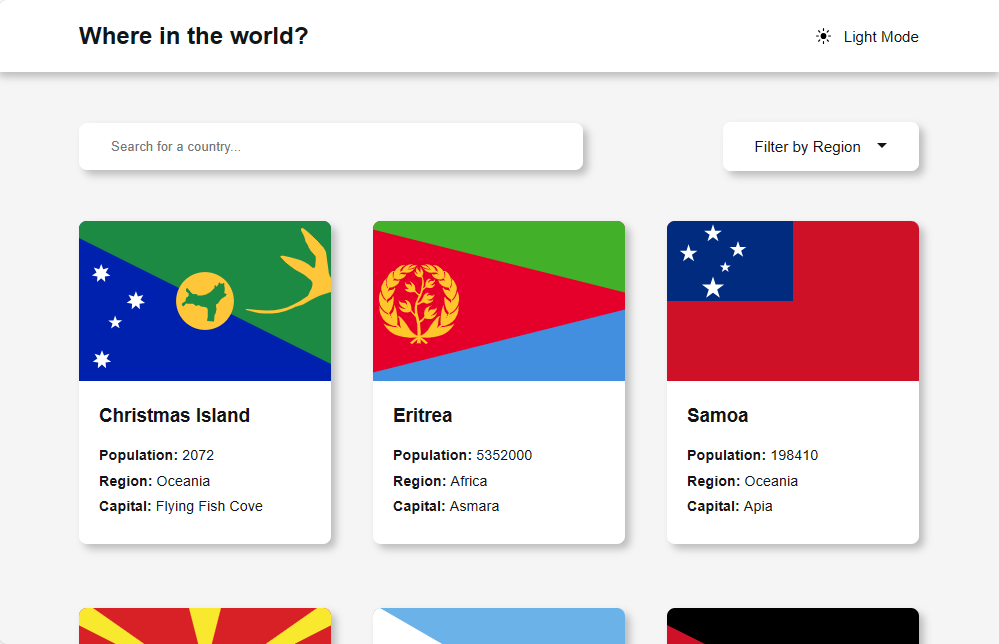 Where in the world?
Light Mode
Search for a country...
Filter by Region
Christmas Island
Population: 2072
Region: Oceania
Capital: Flying Fish Cove
Eritrea
Population: 5352000
Region: Africa
Capital: Asmara
Samoa
Population: 198410
Region: Oceania
Capital: Apia